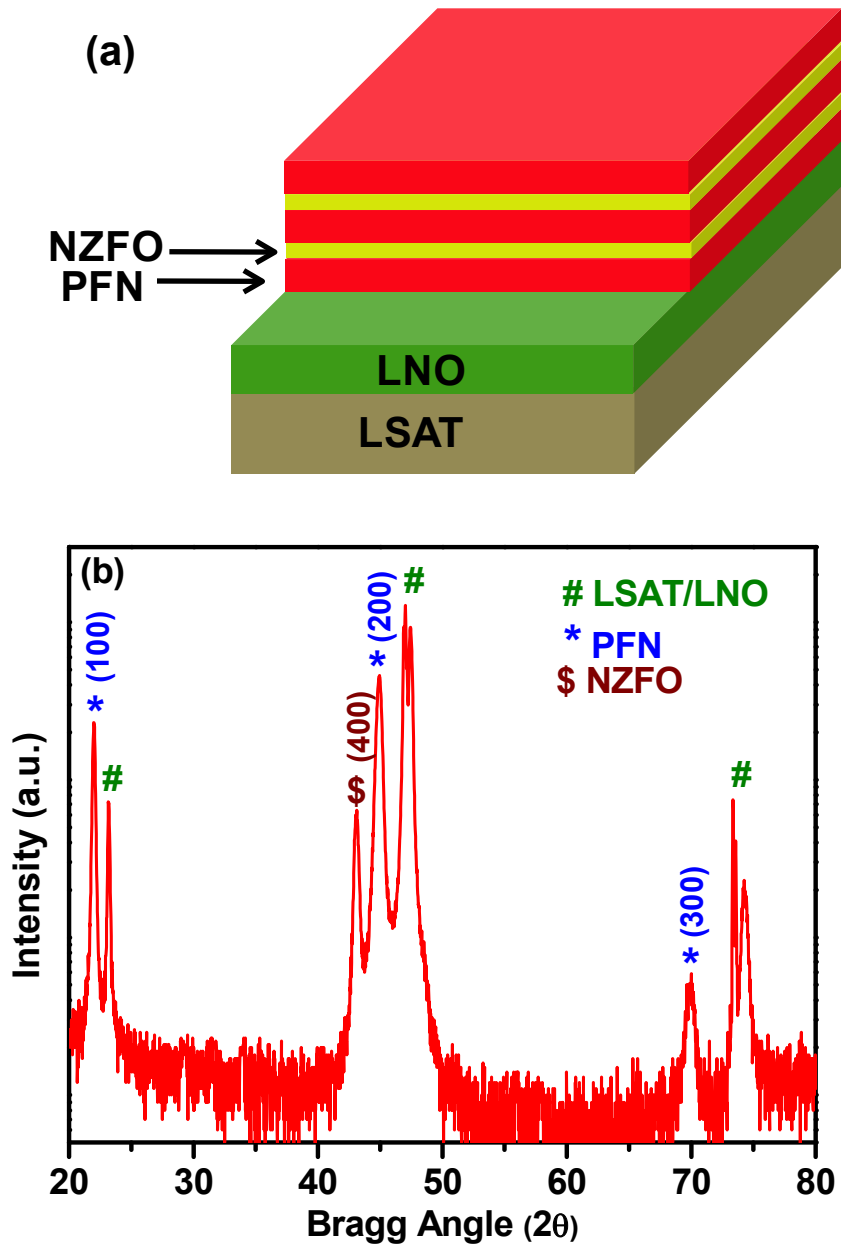 (a)
NZFO
PFN
LNO
LSAT
(b)
# LSAT/LNO
* PFN
$ NZFO
* (100)
#
$ (400)
* (200)
#
* (300)
#
Intensity (a.u.)
20 30 40 50 60 70 80
Bragg Angle (2θ)